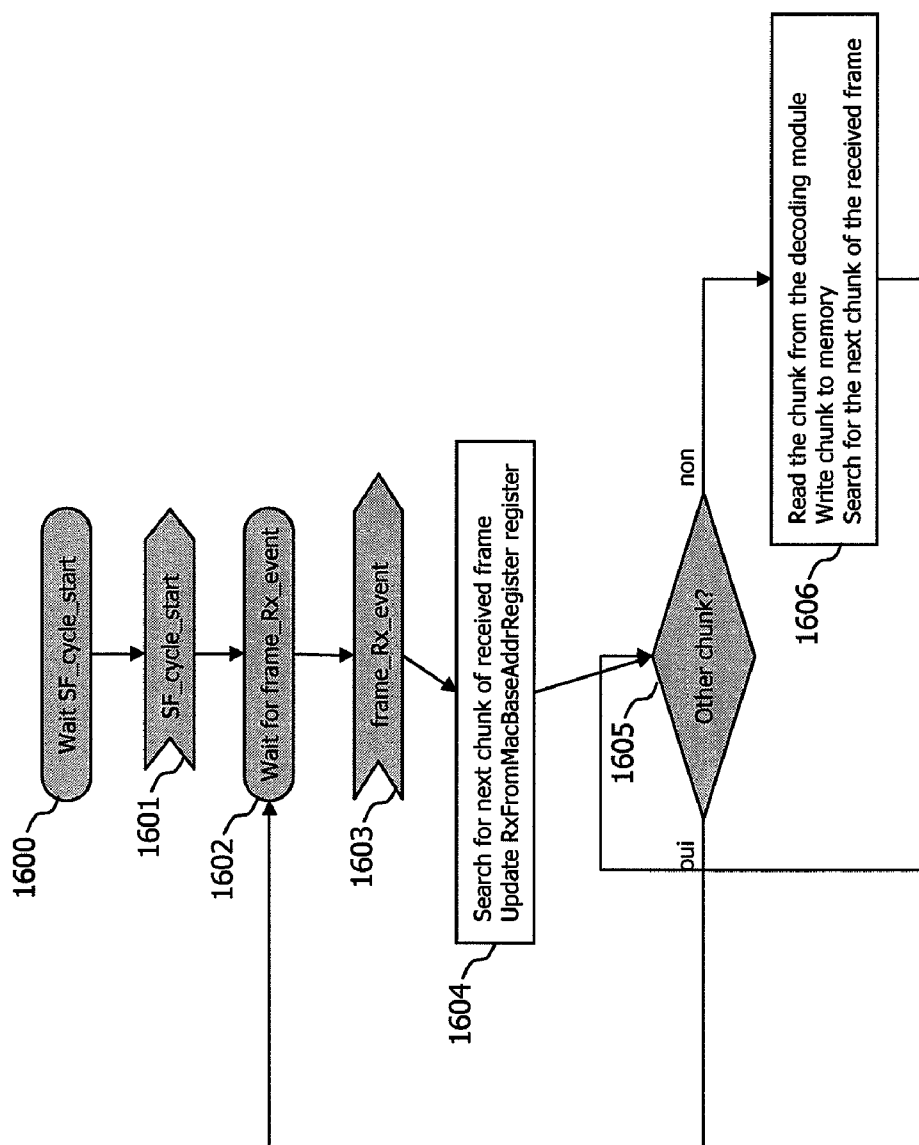 1600
Wait SF_cycle_start
1601
SF_cycle_start
1602
Wait for frame_Rx_event
1603
frame_Rx_event
1604
Search for next chunk of received frame
Update RxFromMacBaseAddrRegister register
1605
Other chunk?
oui
non
1606
Read the chunk from the decoding module
Write chunk to memory
Search for the next chunk of the received frame